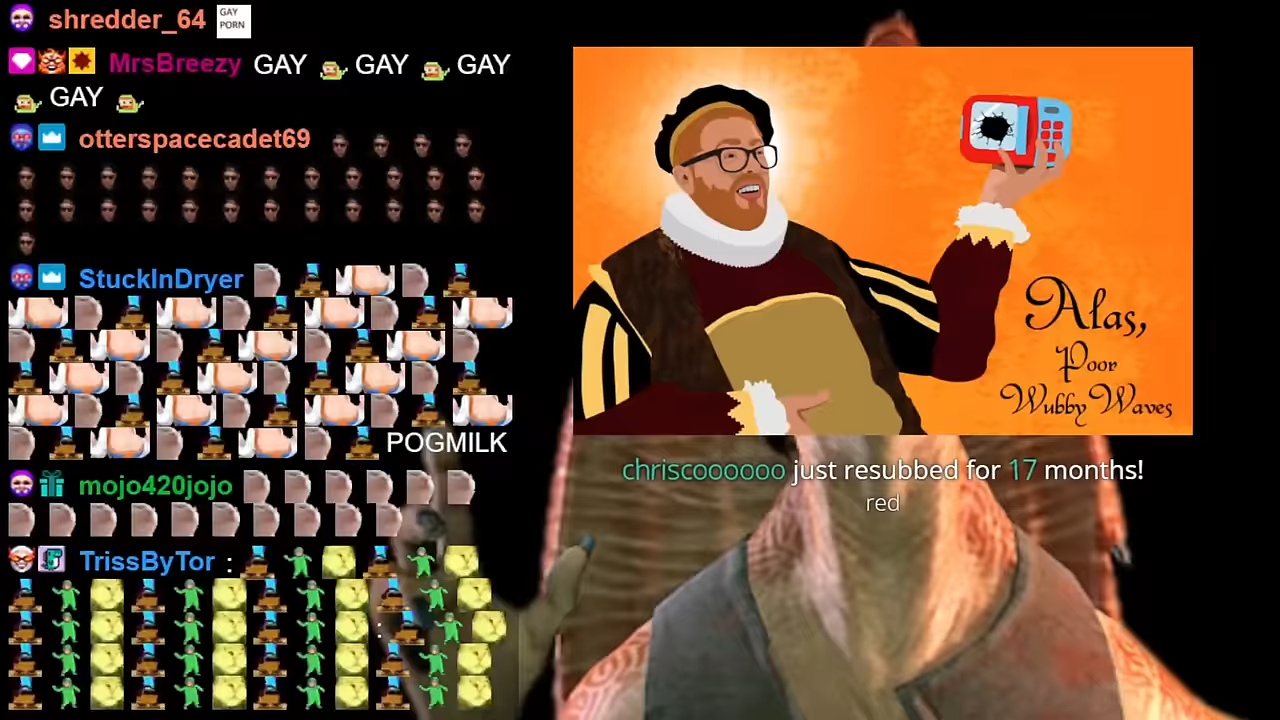 shredder_64 GAY PORN
MrsBreezy GAY GAY GAY
GAY
otterspacecadet69
StuckInDryer
POGMILK
mojo420jojo
TrissByTor :
:
Alas,
Poor
Wubby Waves
chriscoooooo just resubbed for 17 months!
red